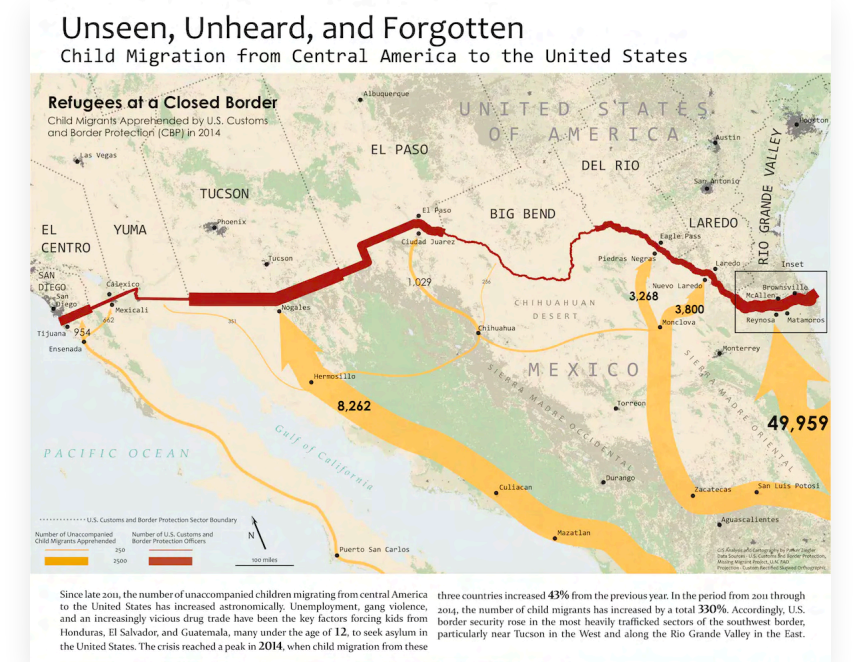 Unseen, Unheard, and Forgotten
Child Migration from Central America to the United States
Refugees at a Closed Border
Child Migrants Apprehended by U.S. Customs
and Border Protection (CBP) in 2014
Albuquerque
UNITED STATES
OF AMERICA
Houston
Austin
EL PASO
Las Vegas
DEL RIO
San Antonio
RIO GRANDE VALLEY
TUCSON
EL
CENTRO
YUMA
Phoenix
El Paso
BIG BEND
LAREDO
Eagle Pass
Ciudad Juarez
Tucson
Piedras Negras
Laredo
Inset
SAN
DIEGO
Calexico
San
Diego
Nuevo Laredo
Brownsville
McAllen
1,029
3,268
3,800
Nogales
Mexicali
CHIHUAHUAN
DESERT
Reynosa
Matamoros
662
Tijuana
954
Chihuahua
Monclova
Ensenada
Monterrey
MEXICO
Hermosillo
SIERRA MADRE OCCIDENTAL
SIERRA MADRE ORIENTAL
8,262
Torreon
49,959
PACIFIC OCEAN
Gulf of California
Durango
Culiacan
Zacatecas
San Luis Potosi
Aguascalientes
Mazatlan
Puerto San Carlos
U.S. Customs and Border Protection Sector Boundary
Number of Unaccompanied
Child Migrants Apprehended
Number of U.S. Customs and
Border Protection Officers
250
2500
N
100 miles
Since late 2011, the number of unaccompanied children migrating from central America
to the United States has increased astronomically. Unemployment, gang violence,
and an increasingly vicious drug trade have been the key factors forcing kids from
Honduras, El Salvador, and Guatemala, many under the age of 12, to seek asylum in
the United States. The crisis reached a peak in 2014, when child migration from these
three countries increased 43% from the previous year. In the period from 2011 through
2014, the number of child migrants has increased by a total 330%. Accordingly, U.S.
border security rose in the most heavily trafficked sectors of the southwest border,
particularly near Tucson in the West and along the Rio Grande Valley in the East.